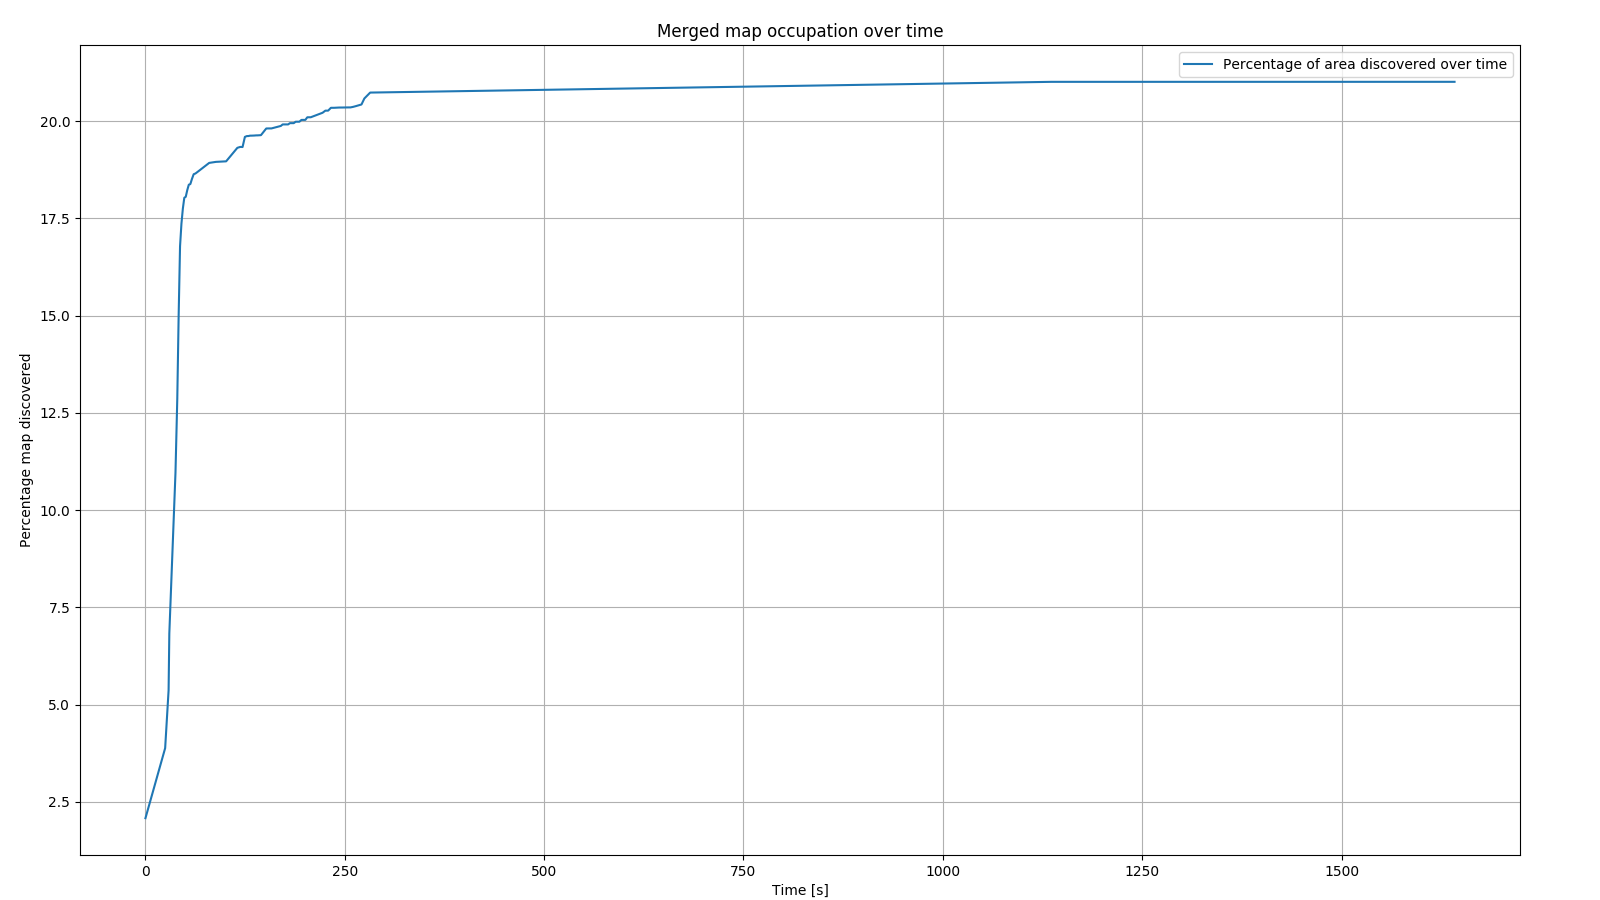 Merged map occupation over time
Percentage of area discovered over time
20.0
17.5
15.0
12.5
10.0
7.5
5.0
2.5
Percentage map discovered
0 250 500 750 1000 1250 1500
Time [s]